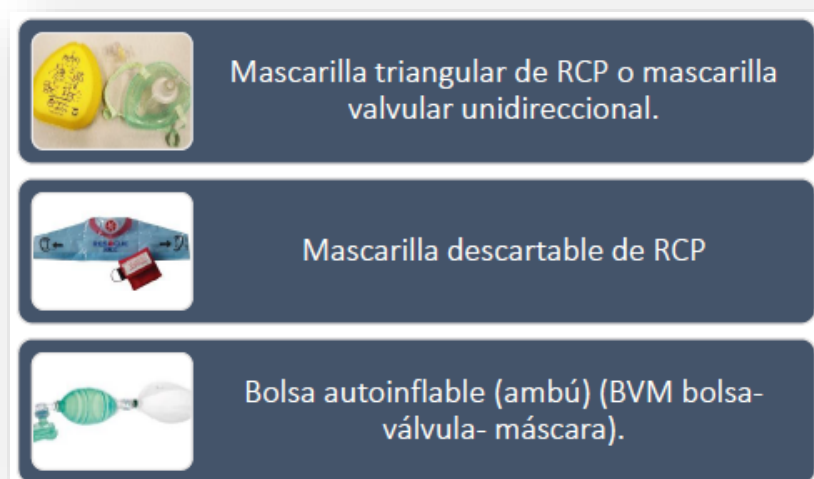 Mascarilla triangular de RCP o mascarilla
valvular unidireccional.
Mascarilla descartable de RCP
Bolsa autoinflable (ambú) (BVM bolsa-
válvula- máscara).